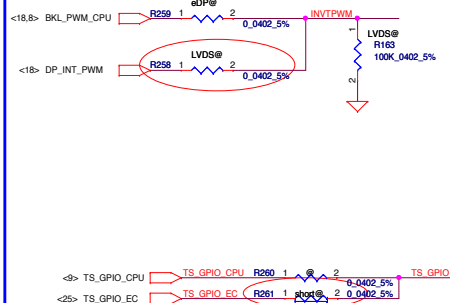 eDP@
<18,8> BKL_PWM_CPU R259 1 2 INVTPWM
0_0402_5%
LVDS@
R163
100K_0402_5%
1
2
LVDS@
<18> DP_INT_PWM R258 1 2
0_0402_5%
<9> TS_GPIO_CPU TS_GPIO_CPU R260 1 @ 2 TS_GPIO
0_0402_5%
<25> TS_GPIO_EC TS_GPIO_EC R261 1 short@ 2 0_0402_5%